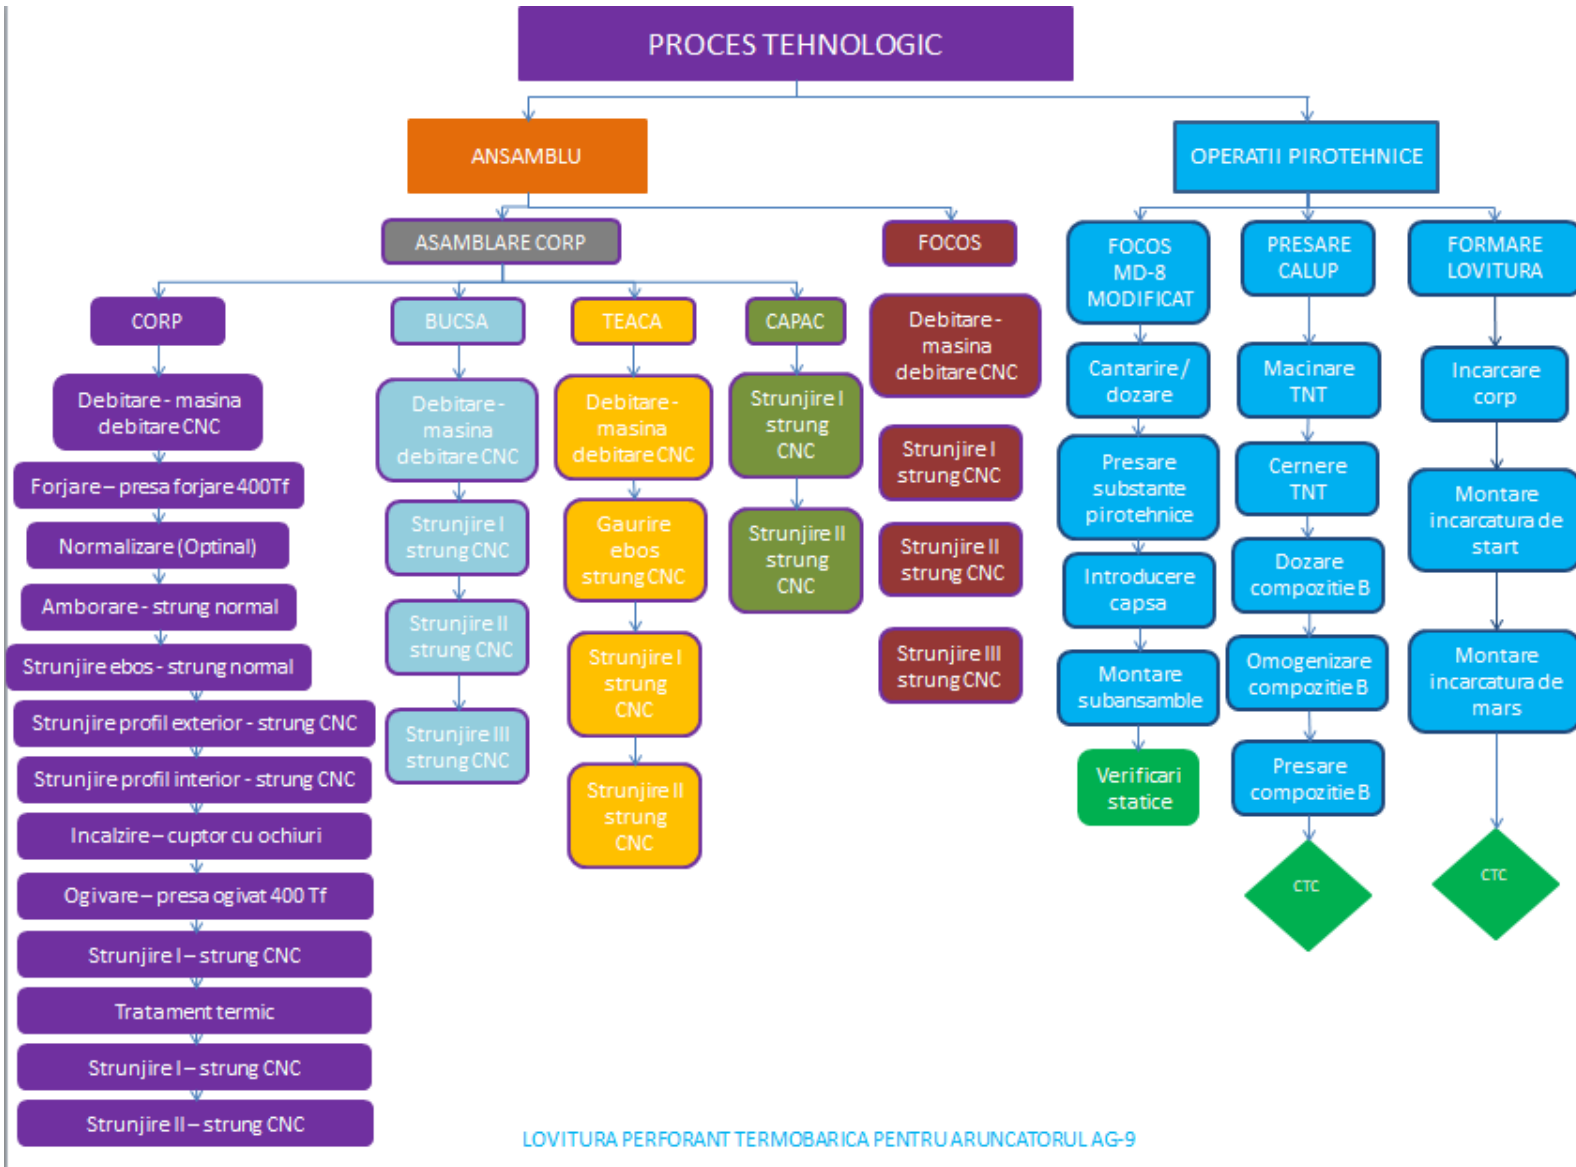 PROCES TEHNOLOGIC
ANSAMBLU
OPERATII PIROTEHNICE
ASAMBLARE CORP
FOCOS
FOCOS
MD-8
MODIFICAT
PRESARE
CALUP
FORMARE
LOVITURA
CORP
BUCSA
TEACA
CAPAC
Debitare - masina
debitare CNC
Forjare – presa forjare 400Tf
Normalizare (Optinal)
Amborare - strung normal
Strunjire ebos - strung normal
Strunjire profil exterior - strung CNC
Strunjire profil interior - strung CNC
Incalzire – cuptor cu ochiuri
Ogivare – presa ogivat 400 Tf
Strunjire I – strung CNC
Tratament termic
Strunjire I – strung CNC
Strunjire II – strung CNC
Debitare -
masina
debitare CNC
Strunjire I
strung CNC
Strunjire II
strung CNC
Strunjire III
strung CNC
Debitare -
masina
debitare CNC
Gaurire
ebos
strung CNC
Strunjire I
strung
CNC
Strunjire II
strung
CNC
Strunjire I
strung
CNC
Strunjire II
strung
CNC
Debitare -
masina
debitare CNC
Strunjire I
strung CNC
Strunjire II
strung CNC
Strunjire III
strung CNC
Cantarire /
dozare
Presare
substante
pirotehnice
Introducere
capsa
Montare
subansamble
Verificari
statice
Macinare
TNT
Cernere
TNT
Dozare
compozitie B
Omogenizare
compozitie B
Presare
compozitie B
CTC
Incarcare
corp
Montare
incarcatura de
start
Montare
incarcatura de
mars
CTC
LOVITURA PERFORANT TERMOBARICA PENTRU ARUNCATORUL AG-9